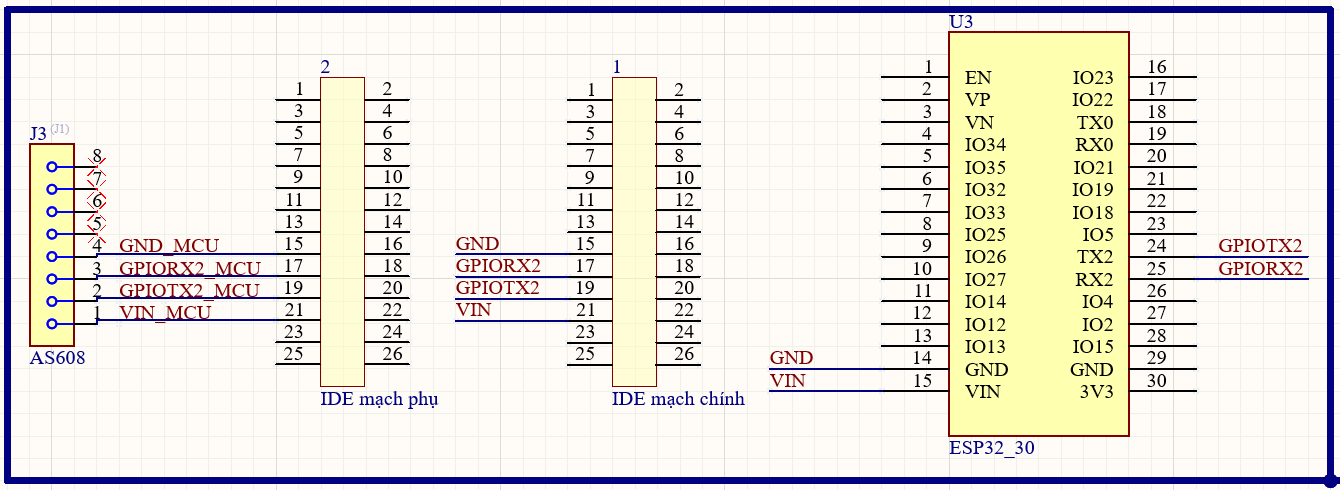 J3 (J1)
8
7
6
5
4 GND_MCU
3 GPIORX2_MCU
2 GPIOTX2_MCU
1 VIN_MCU
AS608
2
1 2
3 4
5 6
7 8
9 10
11 12
13 14
15 16
17 18
19 20
21 22
23 24
25 26
IDE mạch phụ
1
1 2
3 4
5 6
7 8
9 10
11 12
13 14
GND 15 16
GPIORX2 17 18
GPIOTX2 19 20
VIN 21 22
23 24
25 26
IDE mạch chính
U3
1 EN IO23 16
2 VP IO22 17
3 VN TX0 18
4 IO34 RX0 19
5 IO35 IO21 20
6 IO32 IO19 21
7 IO33 IO18 22
8 IO25 IO5 23
9 IO26 TX2 24 GPIOTX2
10 IO27 RX2 25 GPIORX2
11 IO14 IO4 26
12 IO12 IO2 27
13 IO13 IO15 28
GND 14 GND GND 29
VIN 15 VIN 3V3 30
ESP32_30